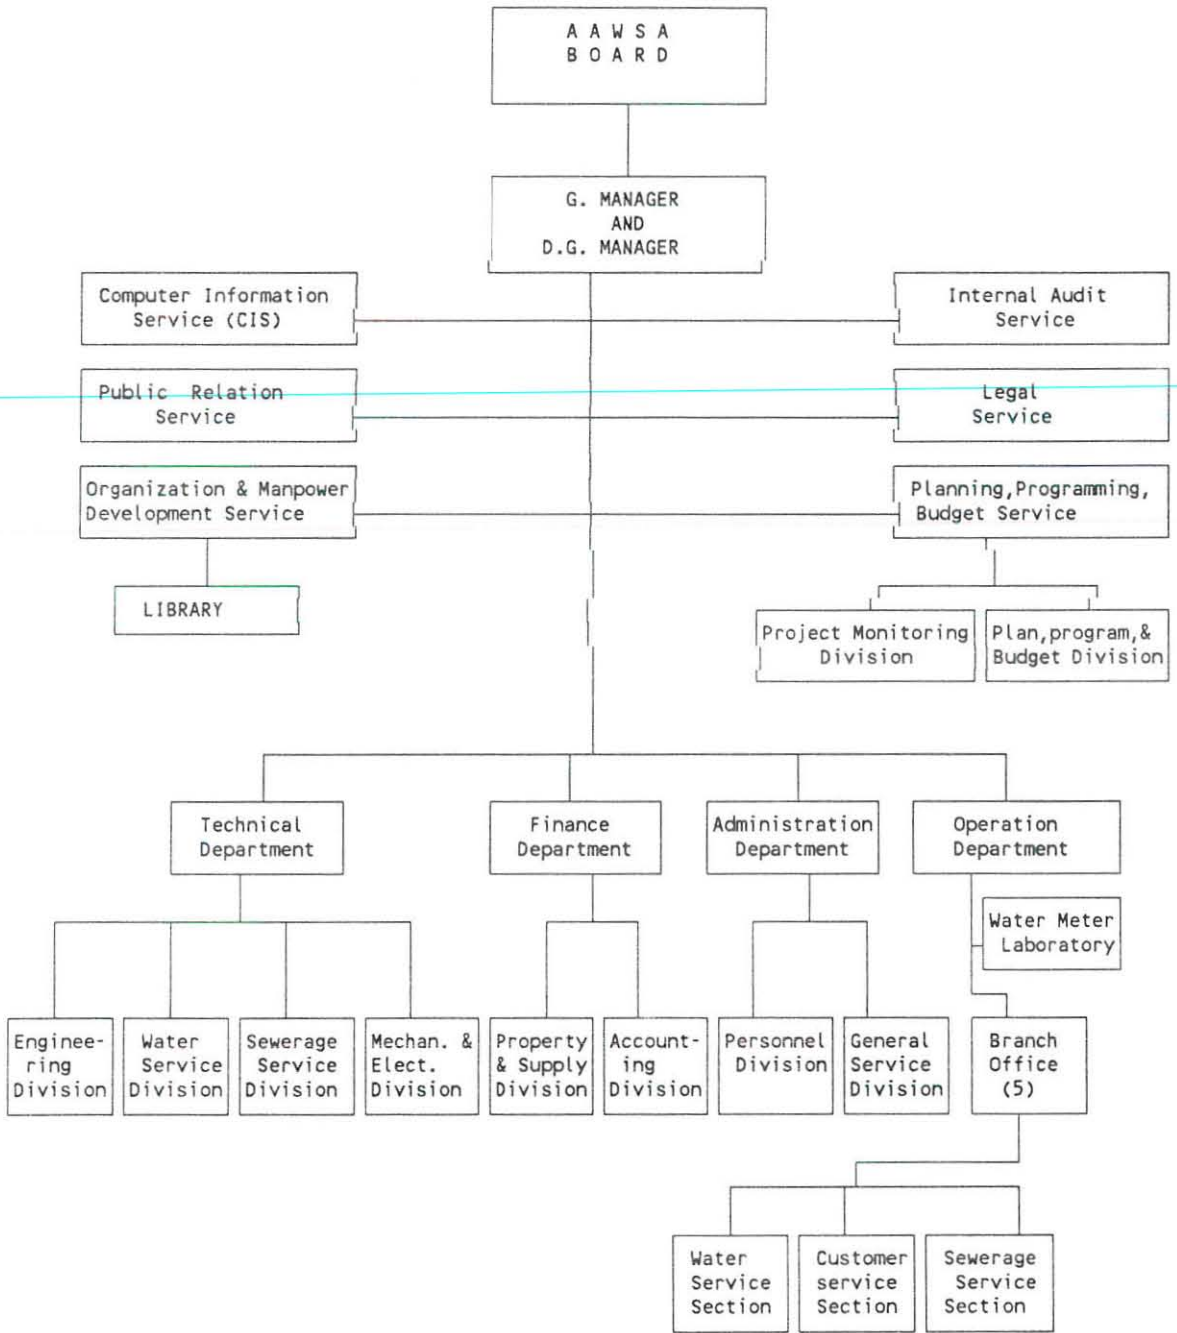 A A W S A
B O A R D
G. MANAGER
AND
D.G. MANAGER
Computer Information
Service (CIS)
Internal Audit
Service
Public Relation
Service
Legal
Service
Organization & Manpower
Development Service
Planning,Programming,
Budget Service
LIBRARY
Project Monitoring
Division
Plan,program,&
Budget Division
Technical
Department
Finance
Department
Administration
Department
Operation
Department
Water Meter
Laboratory
Enginee-
ring
Division
Water
Service
Division
Sewerage
Service
Division
Mechan. &
Elect.
Division
Property
& Supply
Division
Account-
ing
Division
Personnel
Division
General
Service
Division
Branch
Office
(5)
Water
Service
Section
Customer
service
Section
Sewerage
Service
Section